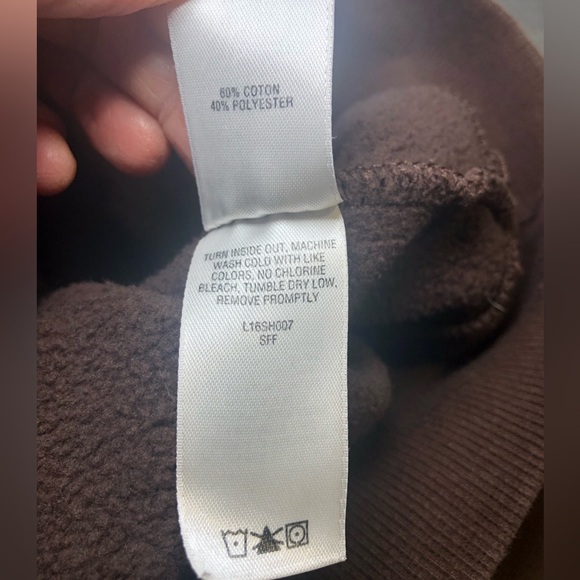 60% COTON
40% POLYESTER
TURN INSIDE OUT, MACHINE
WASH COLD WITH LIKE
COLORS, NO CHLORINE
BLEACH, TUMBLE DRY LOW,
REMOVE PROMPTLY
L16SH007
SFF